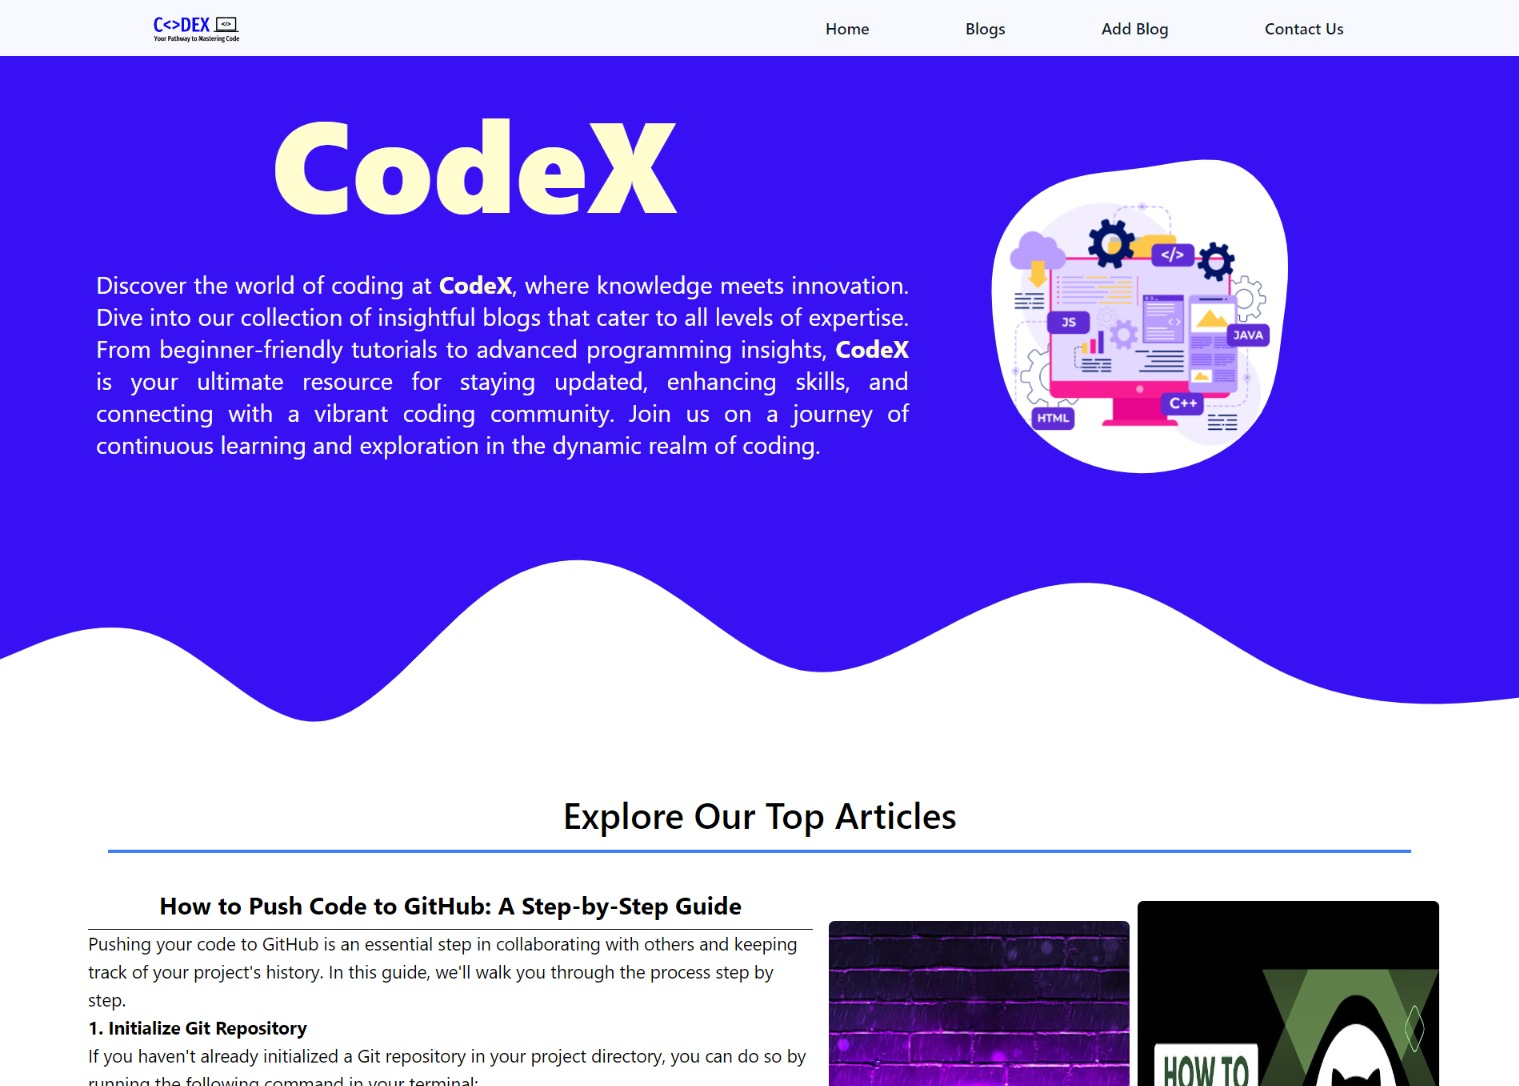 C<>DEX </>
Your Pathway to Mastering Code
Home
Blogs
Add Blog
Contact Us
CodeX
Discover the world of coding at CodeX, where knowledge meets innovation.
Dive into our collection of insightful blogs that cater to all levels of expertise.
From beginner-friendly tutorials to advanced programming insights, CodeX
is your ultimate resource for staying updated, enhancing skills, and
connecting with a vibrant coding community. Join us on a journey of
continuous learning and exploration in the dynamic realm of coding.
</>
JS
JAVA
C++
HTML
Explore Our Top Articles
How to Push Code to GitHub: A Step-by-Step Guide
Pushing your code to GitHub is an essential step in collaborating with others and keeping
track of your project's history. In this guide, we'll walk you through the process step by
step.
1. Initialize Git Repository
If you haven't already initialized a Git repository in your project directory, you can do so by
running the following command in your terminal:
HOW TO